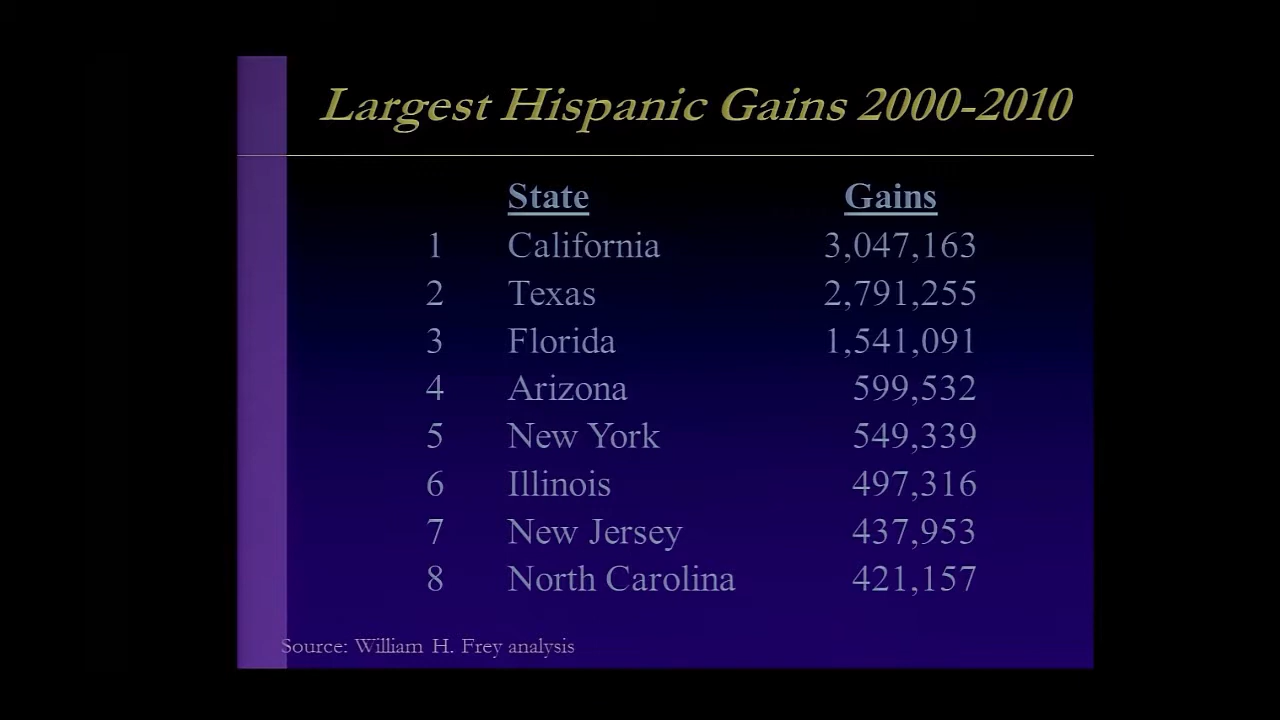 Largest Hispanic Gains 2000-2010
State Gains
1 California 3,047,163
2 Texas 2,791,255
3 Florida 1,541,091
4 Arizona 599,532
5 New York 549,339
6 Illinois 497,316
7 New Jersey 437,953
8 North Carolina 421,157
Source: William H. Frey analysis